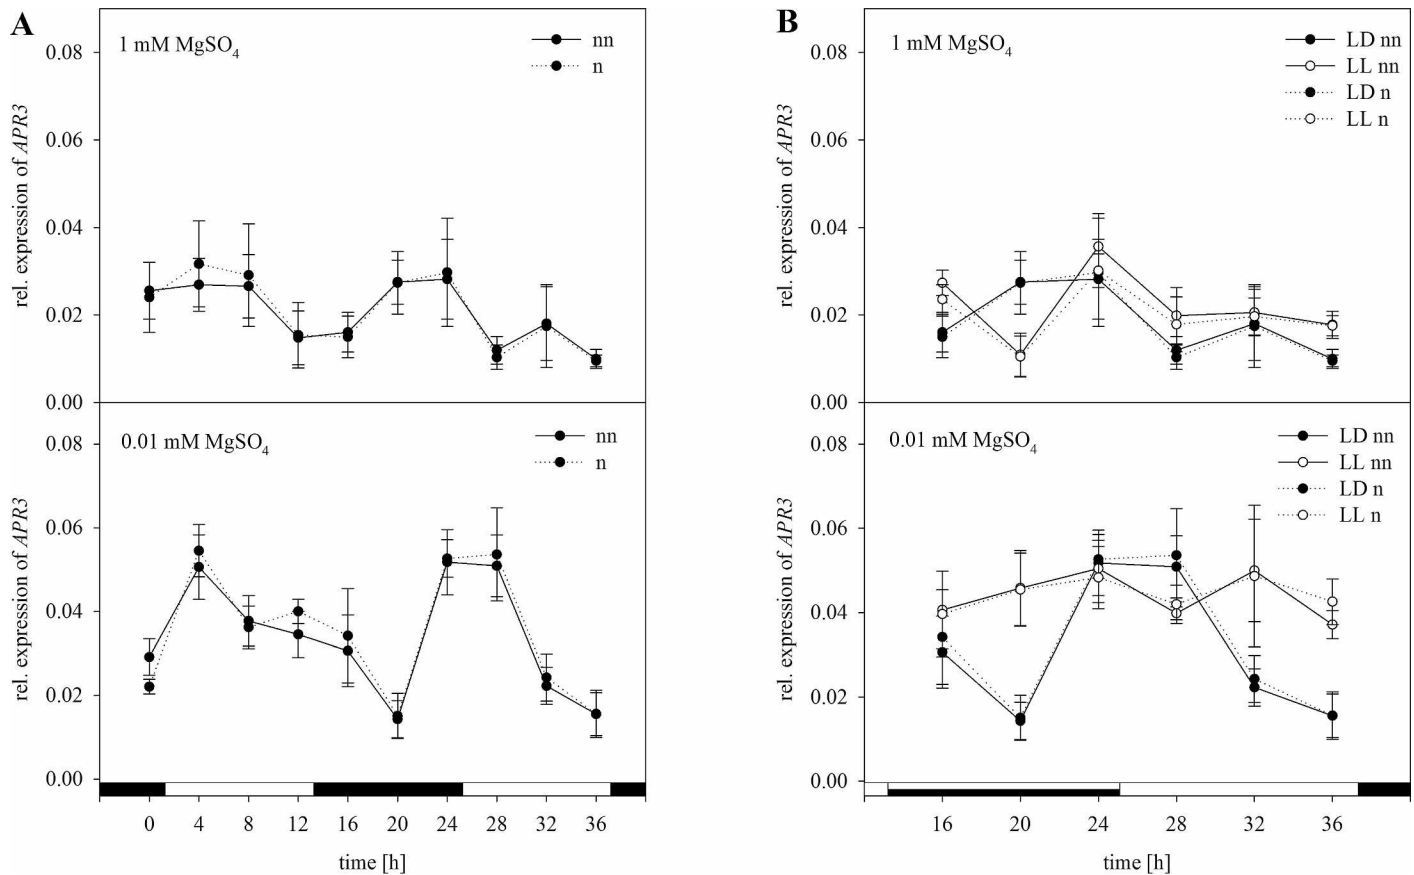 A
1 mM MgSO₄
nn
n
0.08
0.06
0.04
0.02
0.00
rel. expression of APR3
0.01 mM MgSO₄
nn
n
0.08
0.06
0.04
0.02
0.00
rel. expression of APR3
0 4 8 12 16 20 24 28 32 36
time [h]
B
1 mM MgSO₄
LD nn
LL nn
LD n
LL n
0.08
0.06
0.04
0.02
0.00
rel. expression of APR3
0.01 mM MgSO₄
LD nn
LL nn
LD n
LL n
0.08
0.06
0.04
0.02
0.00
rel. expression of APR3
16 20 24 28 32 36
time [h]